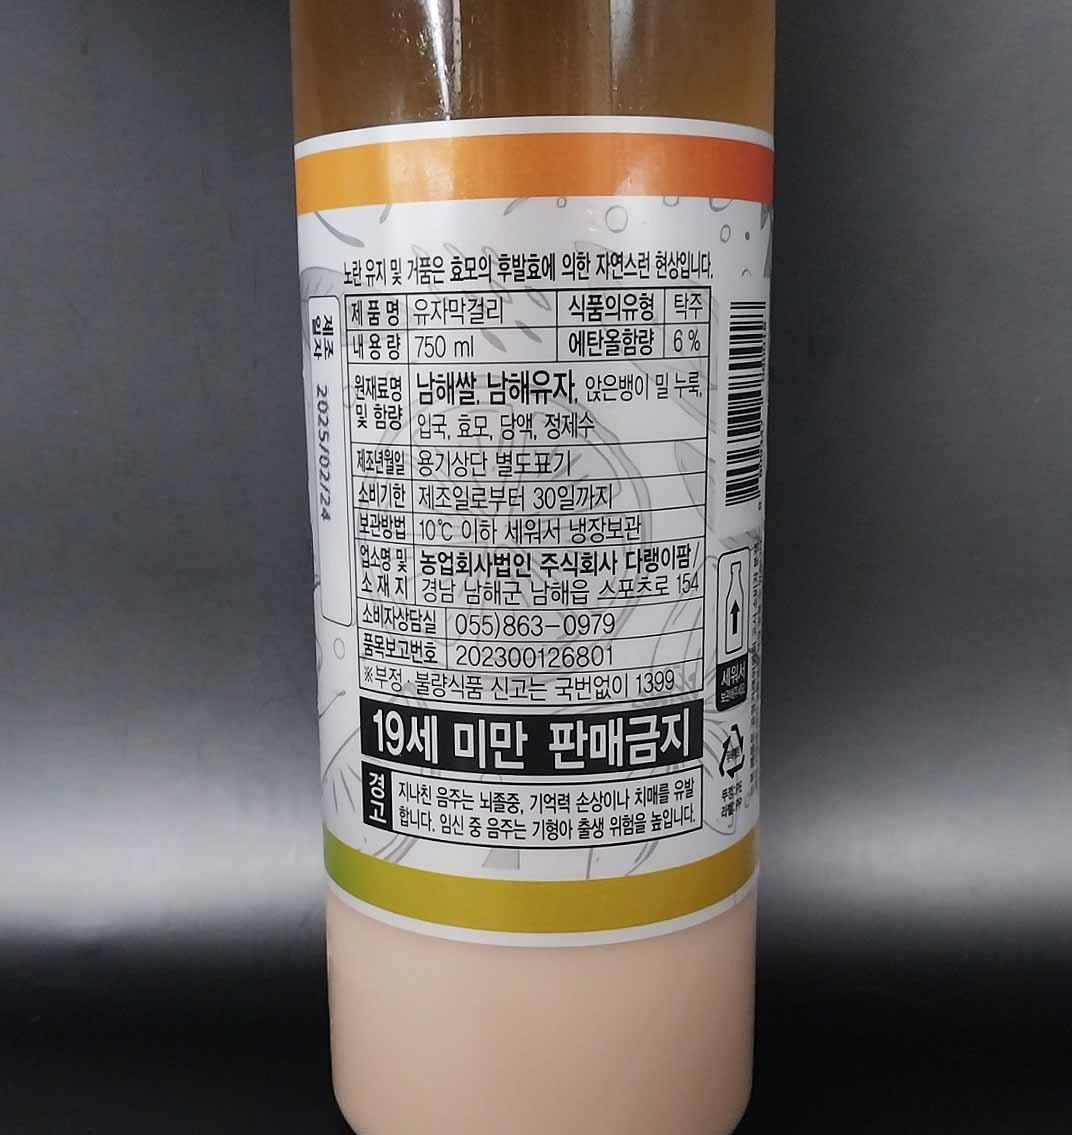 노란 유지 및 거품은 효모의 후발효에 의한 자연스런 현상입니다.
제품명 유자막걸리 식품의유형 탁주
내용량 750 ml 에탄올함량 6 %
원재료명 및 함량 남해쌀, 남해유자, 앉은뱅이 밀 누룩,
입국, 효모, 당액, 정제수
제조년월일 용기상단 별도표기
소비기한 제조일로부터 30일까지
보관방법 10℃ 이하 세워서 냉장보관
업소명 및 소재지 농업회사법인 주식회사 다랭이팜/
경남 남해군 남해읍 스포츠로 154
소비자상담실 055)863-0979
품목보고번호 202300126801
※부정·불량식품 신고는 국번없이 1399
19세 미만 판매금지
경고 지나친 음주는 뇌졸중, 기억력 손상이나 치매를 유발
합니다. 임신 중 음주는 기형아 출생 위험을 높입니다.
제조일자 2025/02/24
세워서
보관해주세요
뚜껑:PE
라벨:PP